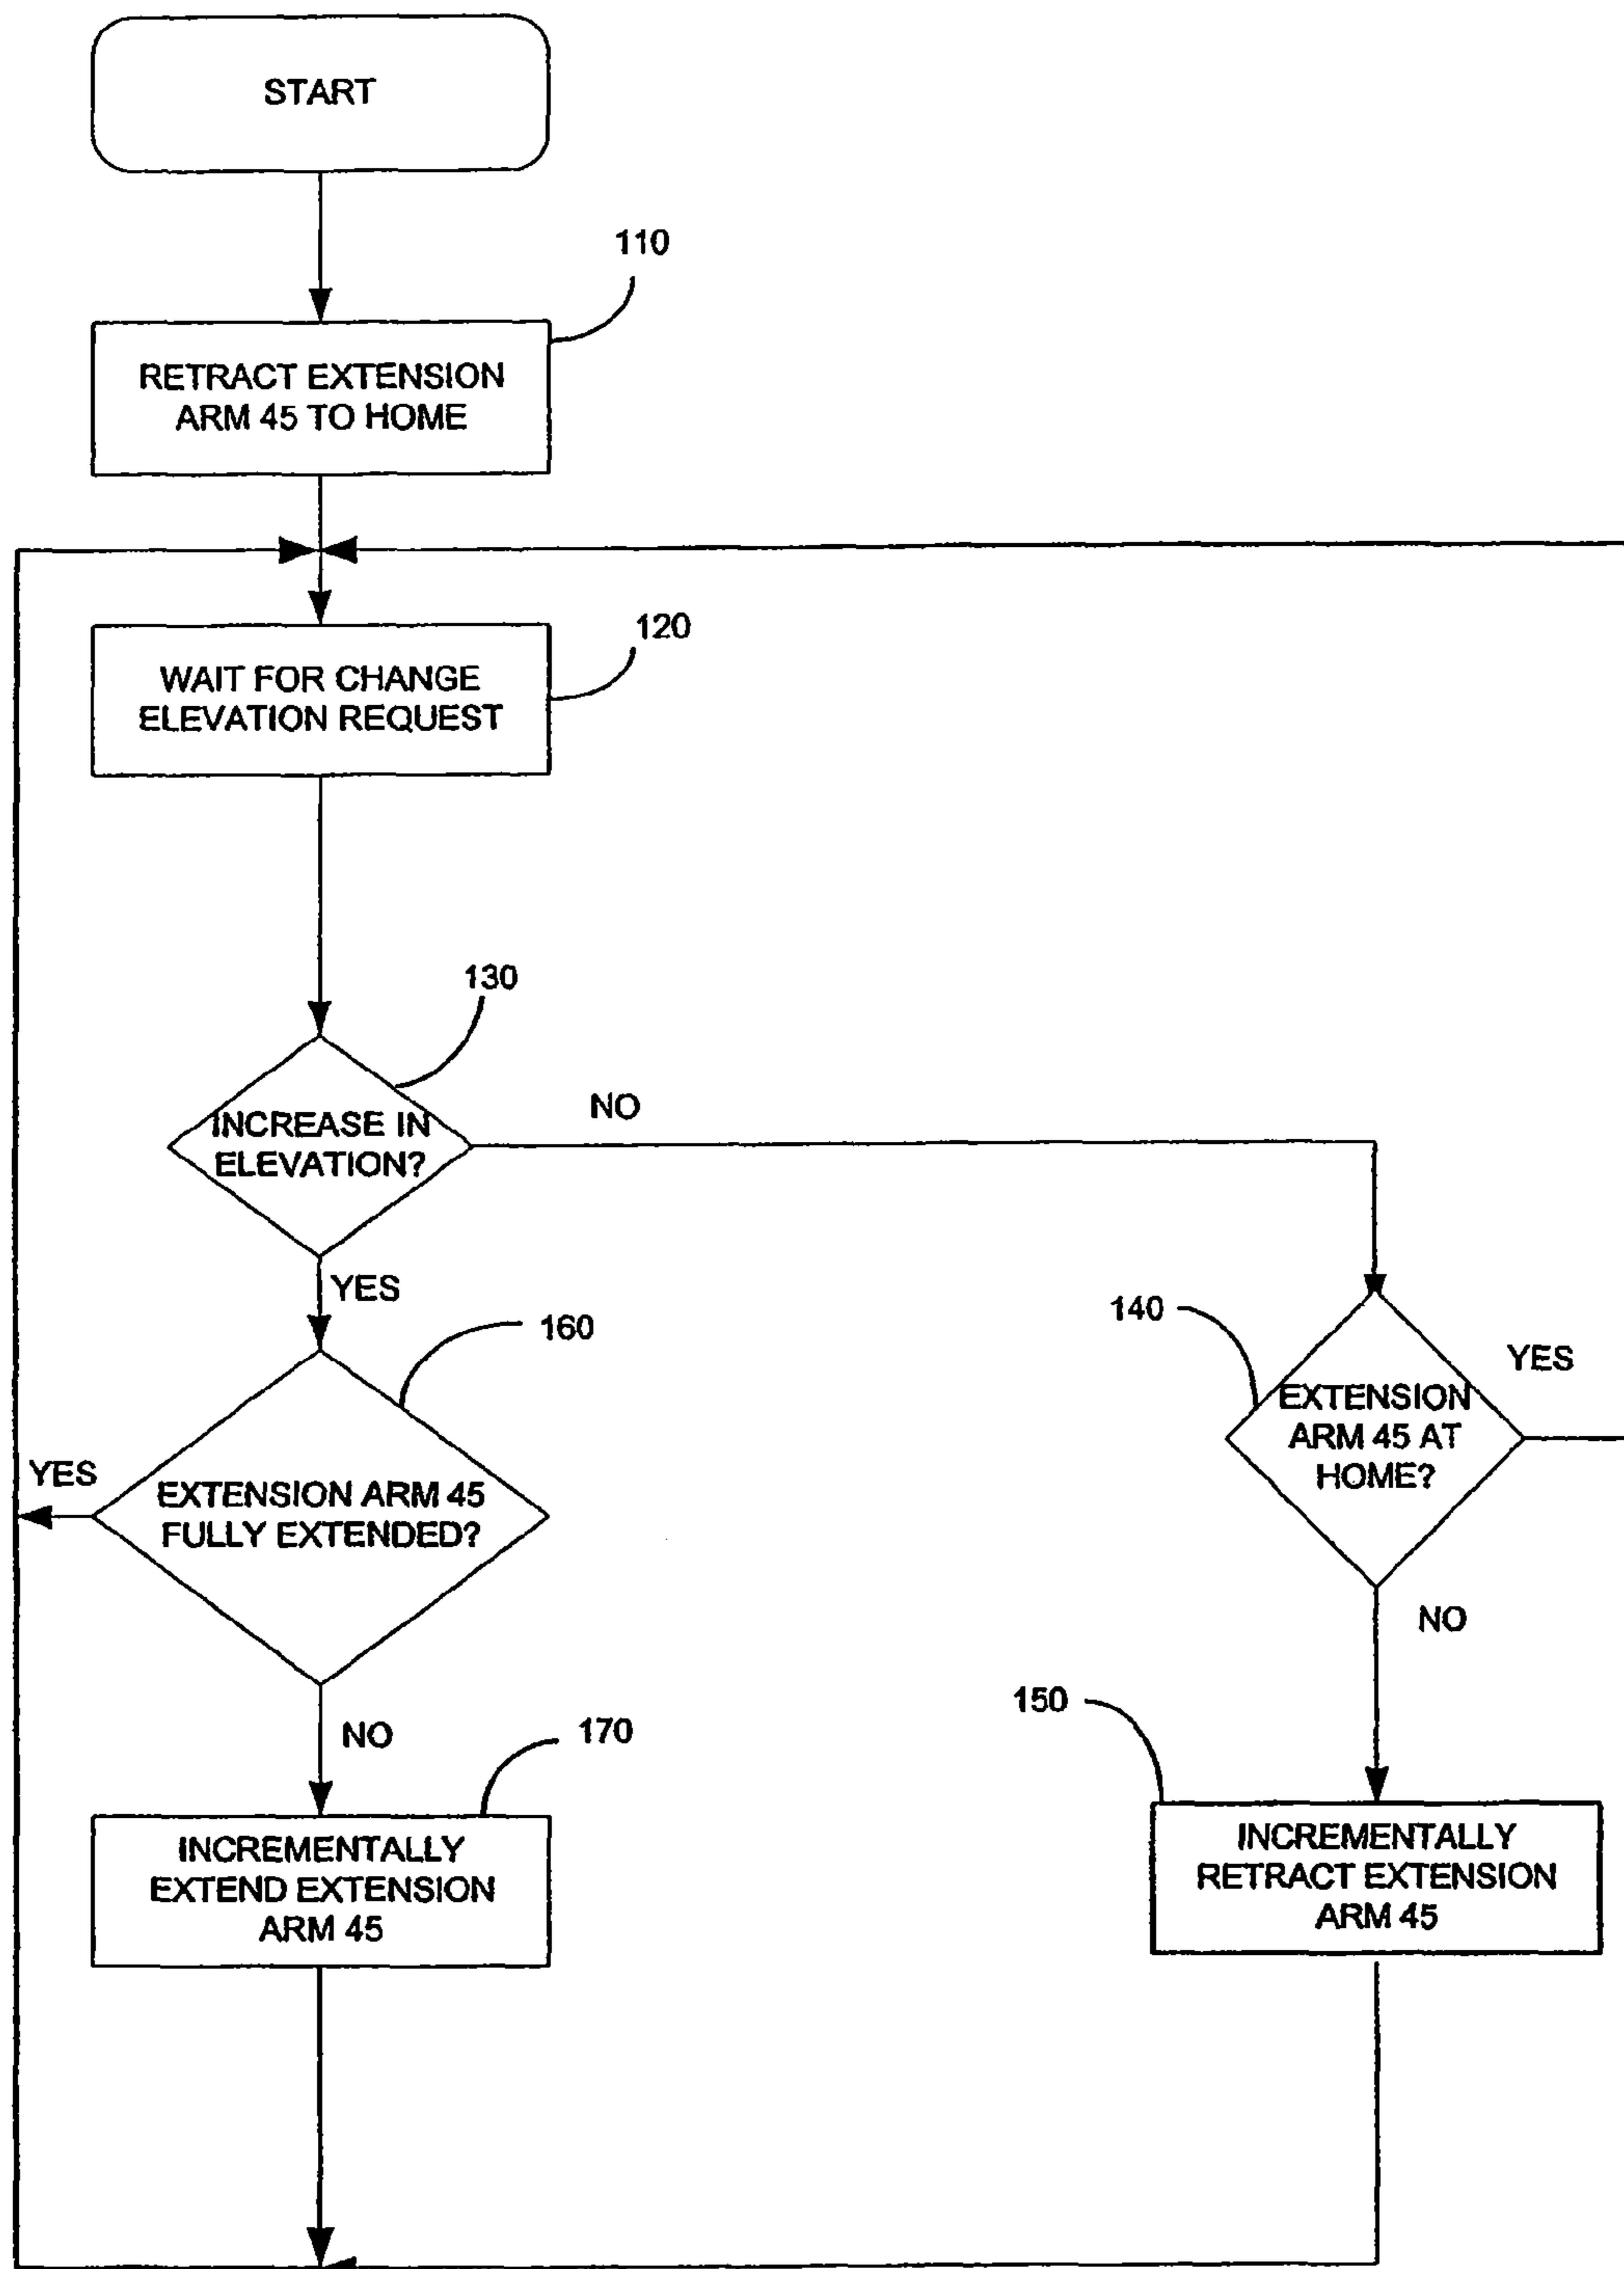 START
110
RETRACT EXTENSION
ARM 45 TO HOME
120
WAIT FOR CHANGE
ELEVATION REQUEST
130
INCREASE IN
ELEVATION?
NO
YES
160
140
YES
EXTENSION
ARM 45 AT
HOME?
YES
EXTENSION ARM 45
FULLY EXTENDED?
NO
NO
170
150
INCREMENTALLY
EXTEND EXTENSION
ARM 45
INCREMENTALLY
RETRACT EXTENSION
ARM 45